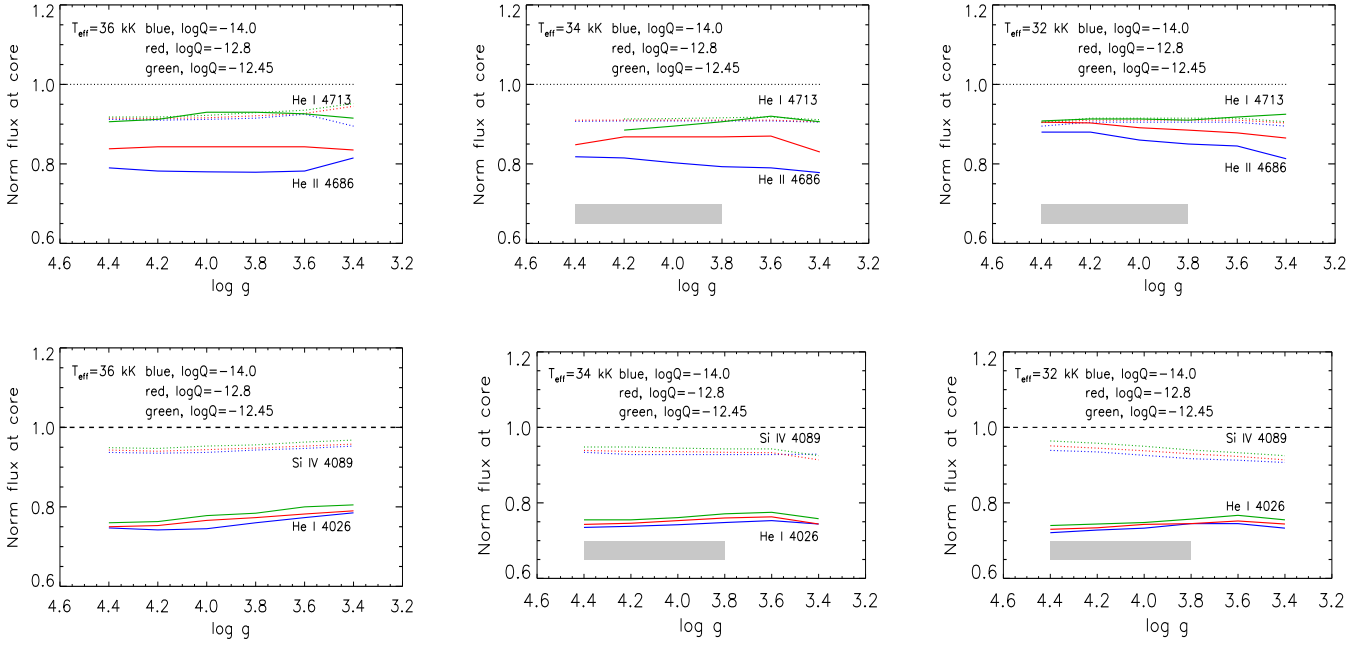 Norm flux at core
1.2
1.0
0.8
0.6
T_eff=36 kK blue, logQ=−14.0
red, logQ=−12.8
green, logQ=−12.45
He I 4713
He II 4686
4.6 4.4 4.2 4.0 3.8 3.6 3.4 3.2
log g
Norm flux at core
1.2
1.0
0.8
0.6
T_eff=34 kK blue, logQ=−14.0
red, logQ=−12.8
green, logQ=−12.45
He I 4713
He II 4686
4.6 4.4 4.2 4.0 3.8 3.6 3.4 3.2
log g
Norm flux at core
1.2
1.0
0.8
0.6
T_eff=32 kK blue, logQ=−14.0
red, logQ=−12.8
green, logQ=−12.45
He I 4713
He II 4686
4.6 4.4 4.2 4.0 3.8 3.6 3.4 3.2
log g
Norm flux at core
1.2
1.0
0.8
0.6
T_eff=36 kK blue, logQ=−14.0
red, logQ=−12.8
green, logQ=−12.45
Si IV 4089
He I 4026
4.6 4.4 4.2 4.0 3.8 3.6 3.4 3.2
log g
Norm flux at core
1.2
1.0
0.8
0.6
T_eff=34 kK blue, logQ=−14.0
red, logQ=−12.8
green, logQ=−12.45
Si IV 4089
He I 4026
4.6 4.4 4.2 4.0 3.8 3.6 3.4 3.2
log g
Norm flux at core
1.2
1.0
0.8
0.6
T_eff=32 kK blue, logQ=−14.0
red, logQ=−12.8
green, logQ=−12.45
Si IV 4089
He I 4026
4.6 4.4 4.2 4.0 3.8 3.6 3.4 3.2
log g